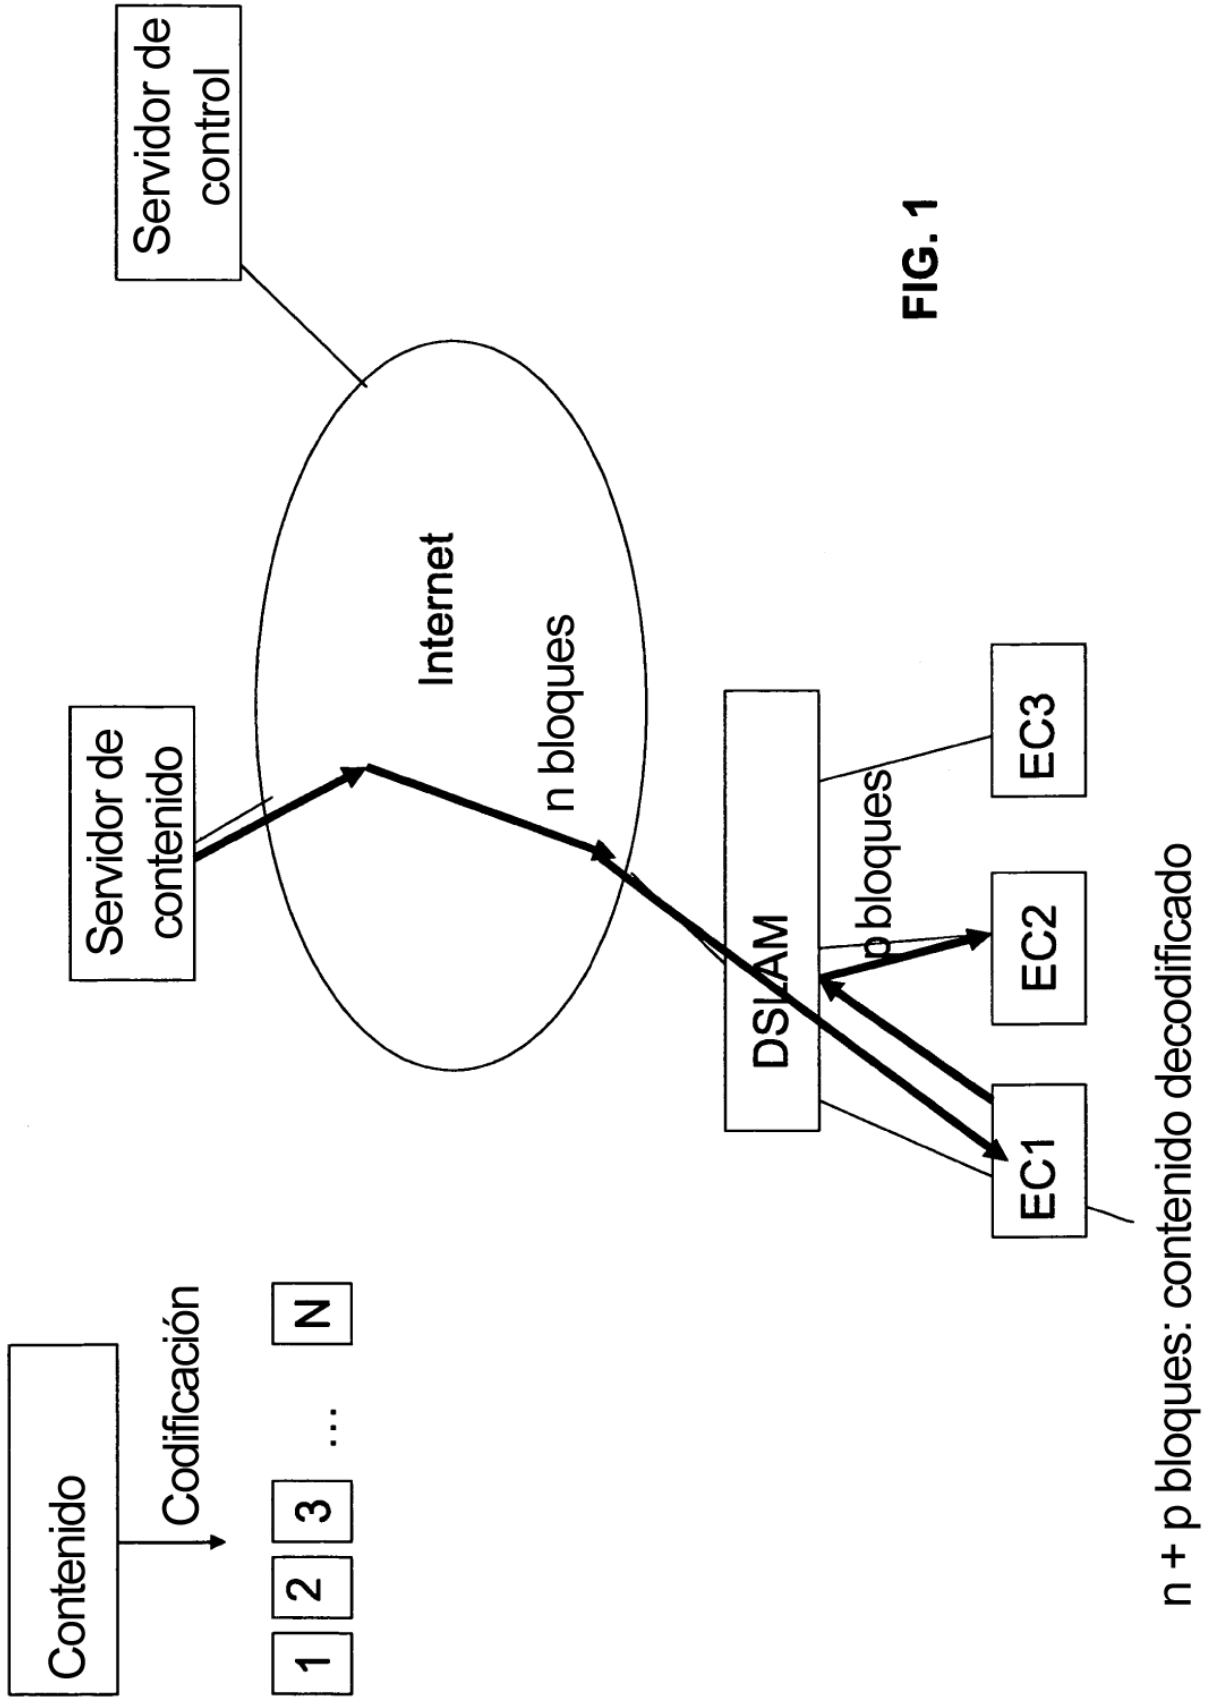 Contenido
Codificación
1 2 3 ... N
Servidor de
contenido
Servidor de
control
Internet
n bloques
DSLAM
p bloques
EC1 EC2 EC3
n + p bloques: contenido decodificado
FIG. 1